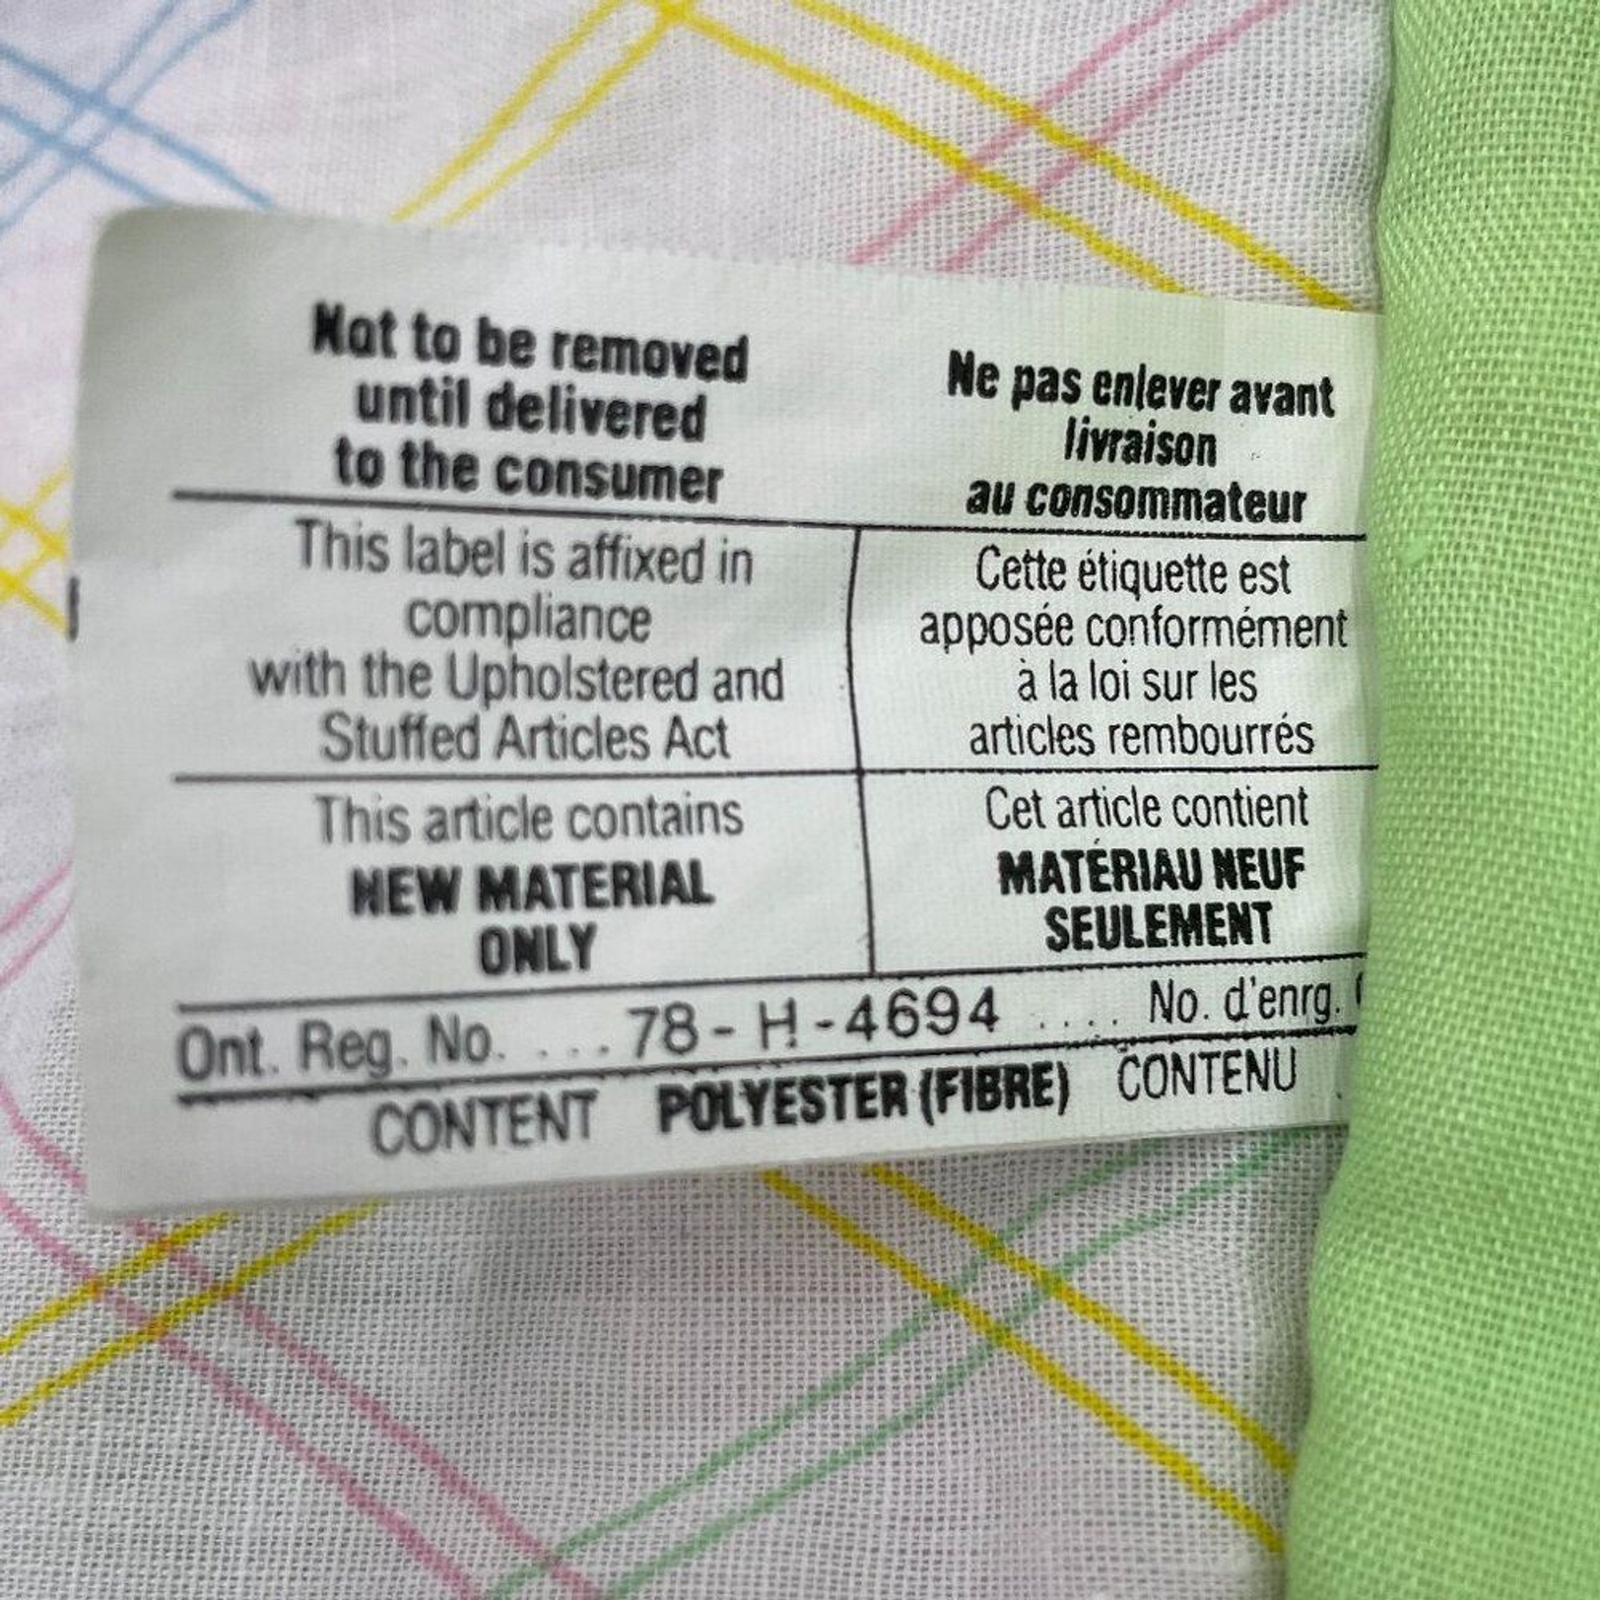 Not to be removed
until delivered
to the consumer
Ne pas enlever avant
livraison
au consommateur
This label is affixed in
compliance
with the Upholstered and
Stuffed Articles Act
Cette étiquette est
apposée conformément
à la loi sur les
articles rembourrés
This article contains
NEW MATERIAL
ONLY
Cet article contient
MATÉRIAU NEUF
SEULEMENT
Ont. Reg. No. ....78-H-4694 .... No. d'enrg.
CONTENT POLYESTER (FIBRE) CONTENU